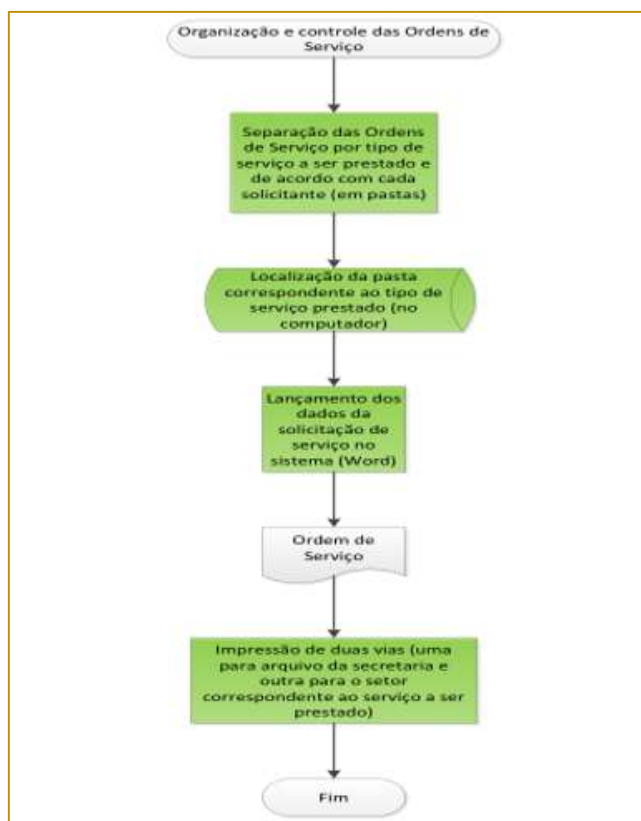 Organização e controle das Ordens de
Serviço
Separação das Ordens
de Serviço por tipo de
serviço a ser prestado e
de acordo com cada
solicitante (em pastas)
Localização da pasta
correspondente ao tipo de
serviço prestado (no
computador)
Lançamento dos
dados da
solicitação de
serviço no
sistema (Word)
Ordem de
Serviço
Impressão de duas vias (uma
para arquivo da secretaria e
outra para o setor
correspondente ao serviço a ser
prestado)
Fim